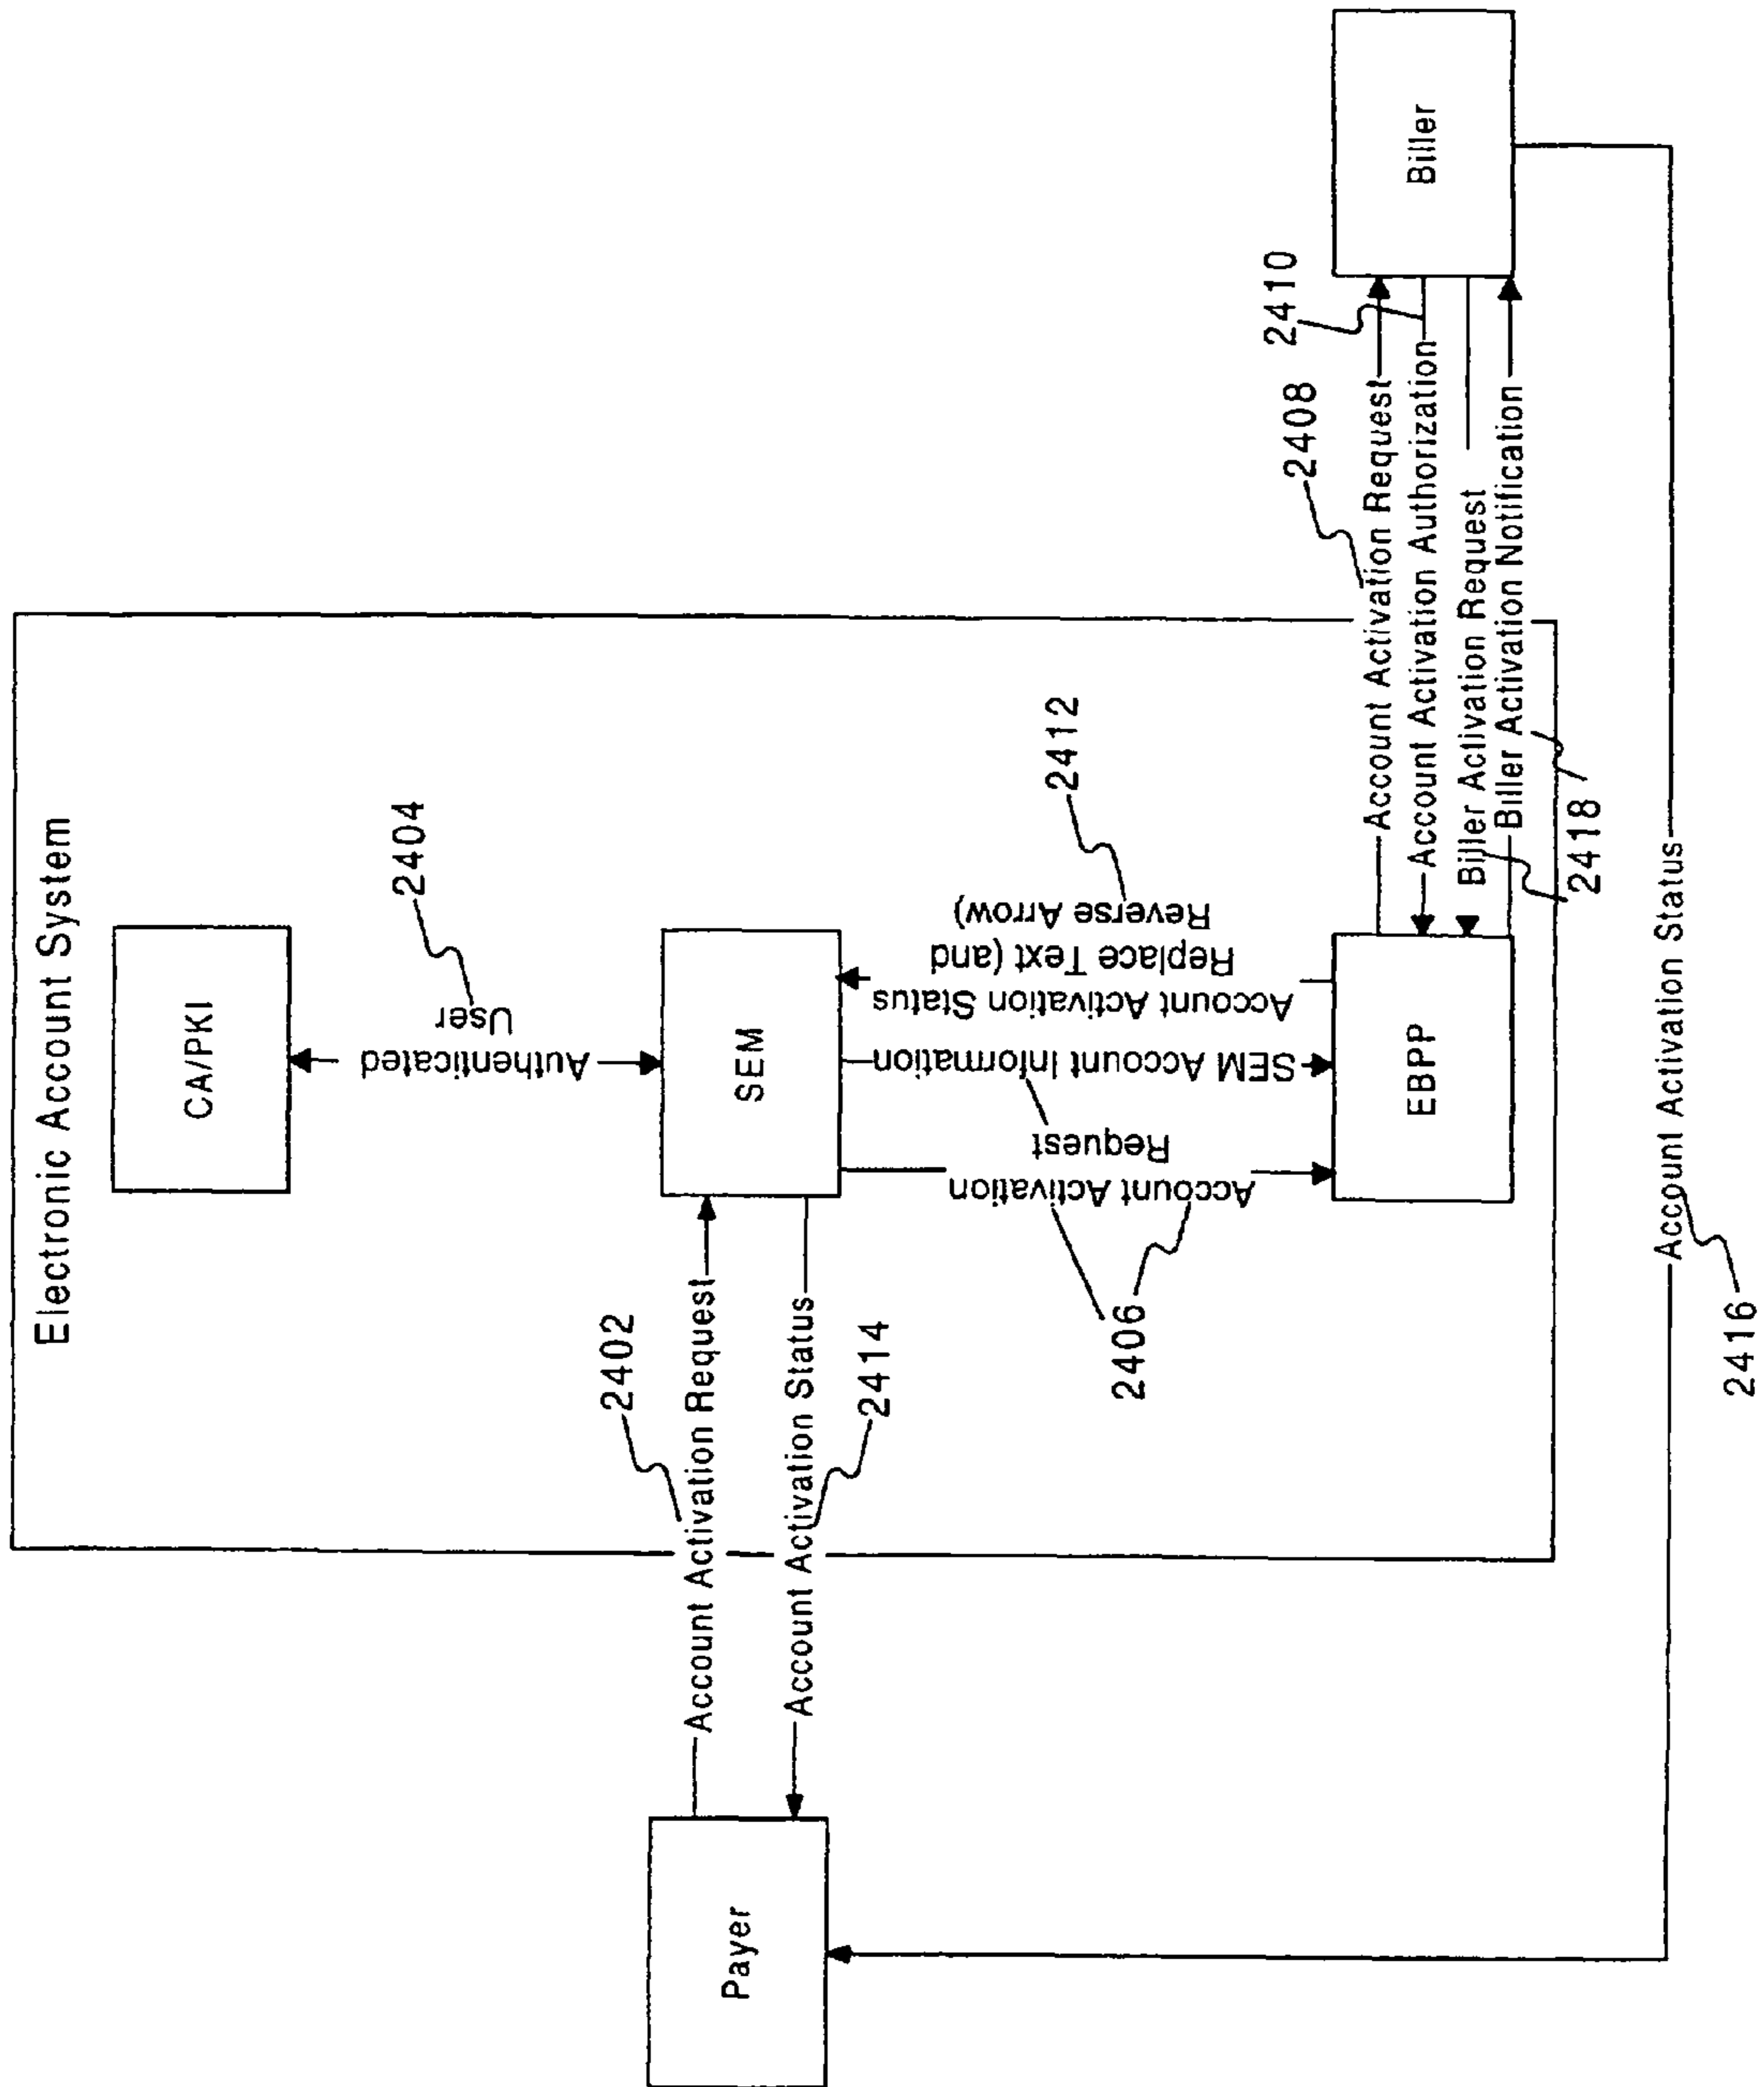 Electronic Account System
CA/PKI
2404
User
Authenticated
SEM
2402
Account Activation Request
Account Activation Status
2414
Payer
Account Activation
Request
2406
SEM Account Information
Account Activation Status
Replace Text (and
Reverse Arrow)
2412
EBPP
2408
2410
Account Activation Request
Account Activation Authorization
Biller Activation Request
Biller Activation Notification
2418
Biller
Account Activation Status
2416